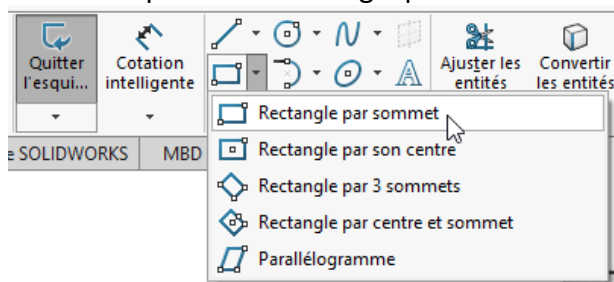 Quitter
l'esqui...
Cotation
intelligente
Ajuster les
entités
Convertir
les entités
Rectangle par sommet
SOLIDWORKS
MBD
Rectangle par son centre
Rectangle par 3 sommets
Rectangle par centre et sommet
Parallélogramme